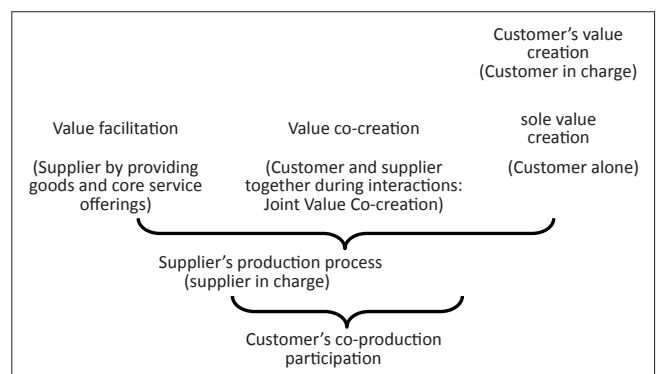 Customer's value
creation
(Customer in charge)
Value facilitation
Value co-creation
sole value
creation
(Supplier by providing
goods and core service
offerings)
(Customer and supplier
together during interactions:
Joint Value Co-creation)
(Customer alone)
Supplier's production process
(supplier in charge)
Customer's co-production
participation